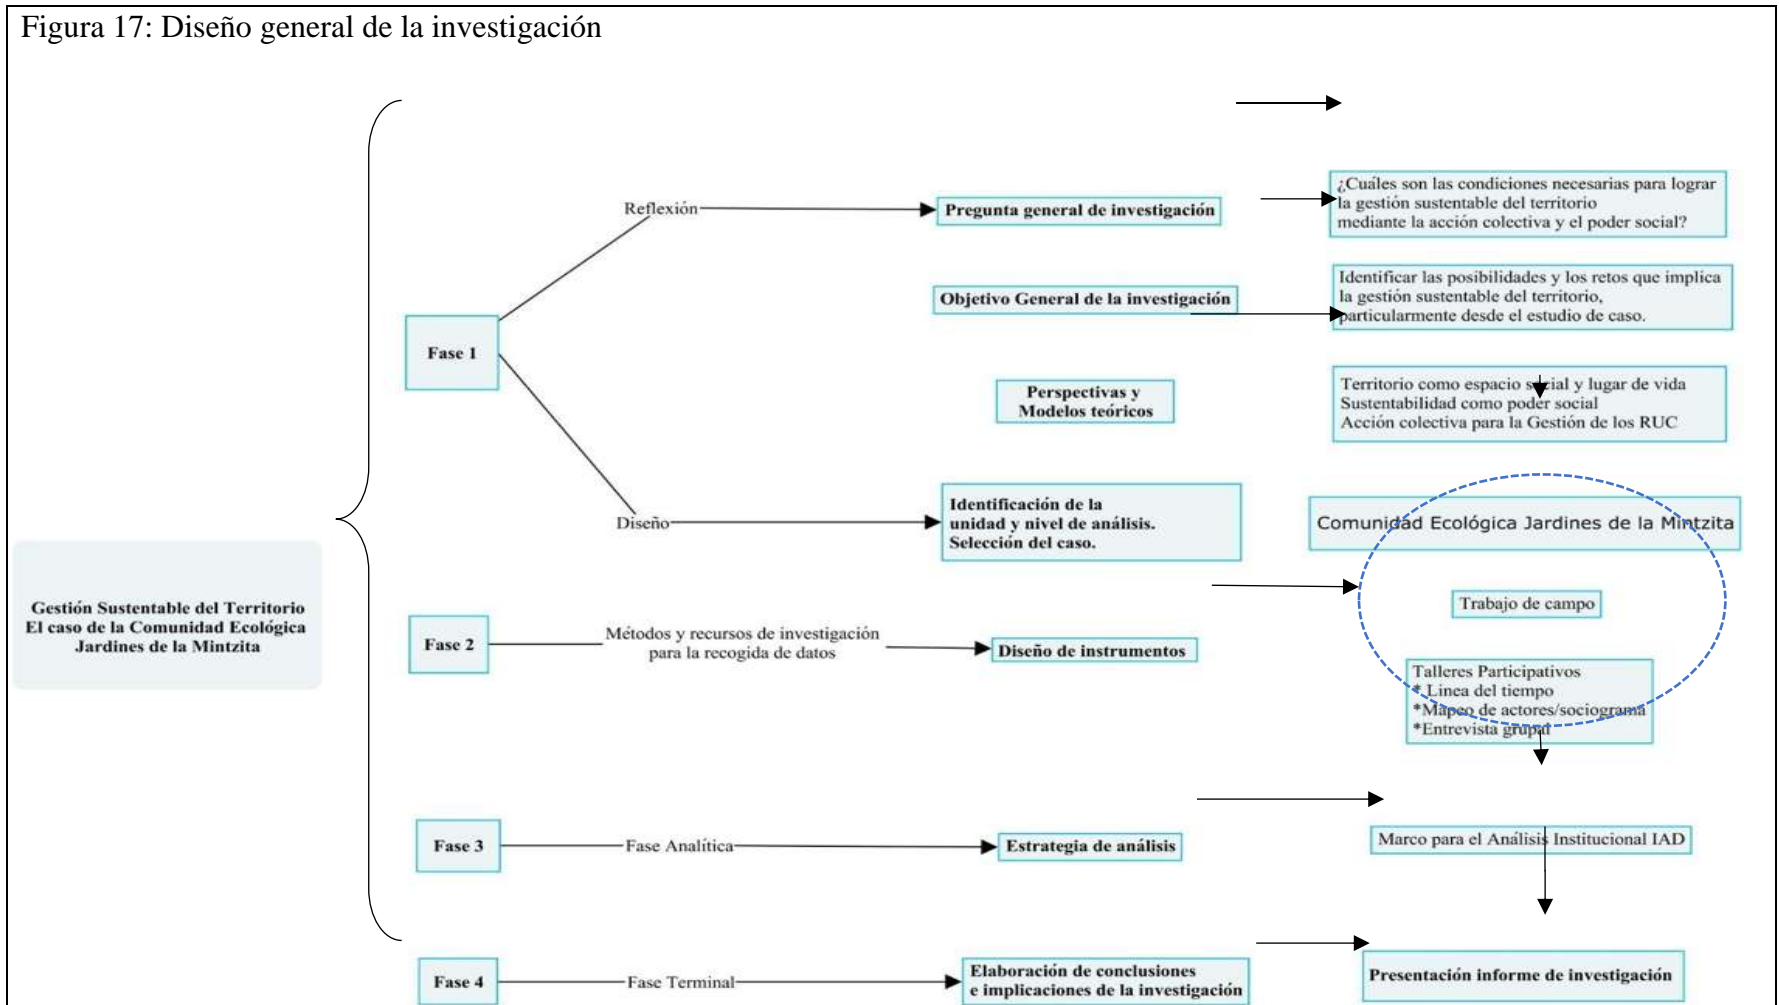 Figura 17: Diseño general de la investigación
Gestión Sustentable del Territorio
El caso de la Comunidad Ecológica
Jardines de la Mintzita
Fase 1
Reflexión
Pregunta general de investigación
¿Cuáles son las condiciones necesarias para lograr
la gestión sustentable del territorio
mediante la acción colectiva y el poder social?
Objetivo General de la investigación
Identificar las posibilidades y los retos que implica
la gestión sustentable del territorio,
particularmente desde el estudio de caso.
Perspectivas y
Modelos teóricos
Territorio como espacio social y lugar de vida
Sustentabilidad como poder social
Acción colectiva para la Gestión de los RUC
Diseño
Identificación de la
unidad y nivel de análisis.
Selección del caso.
Comunidad Ecológica Jardines de la Mintzita
Fase 2
Métodos y recursos de investigación
para la recogida de datos
Diseño de instrumentos
Trabajo de campo
Talleres Participativos
* Linea del tiempo
*Mapeo de actores/sociograma
*Entrevista grupal
Fase 3
Fase Analítica
Estrategia de análisis
Marco para el Análisis Institucional IAD
Fase 4
Fase Terminal
Elaboración de conclusiones
e implicaciones de la investigación
Presentación informe de investigación